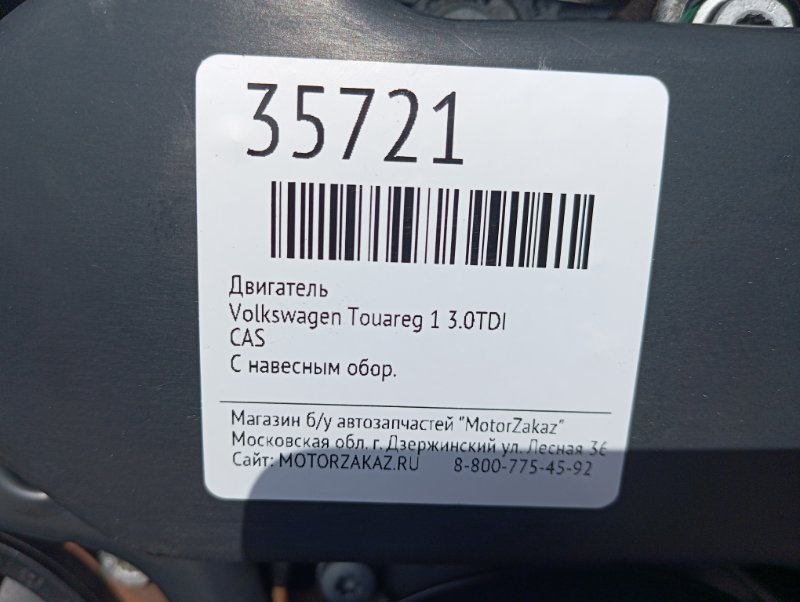 35721
Двигатель
Volkswagen Touareg 1 3.0TDI
CAS
С навесным обор.
Магазин б/у автозапчастей "MotorZakaz"
Московская обл. г. Дзержинский ул. Лесная 36
Сайт: MOTORZAKAZ.RU 8-800-775-45-92